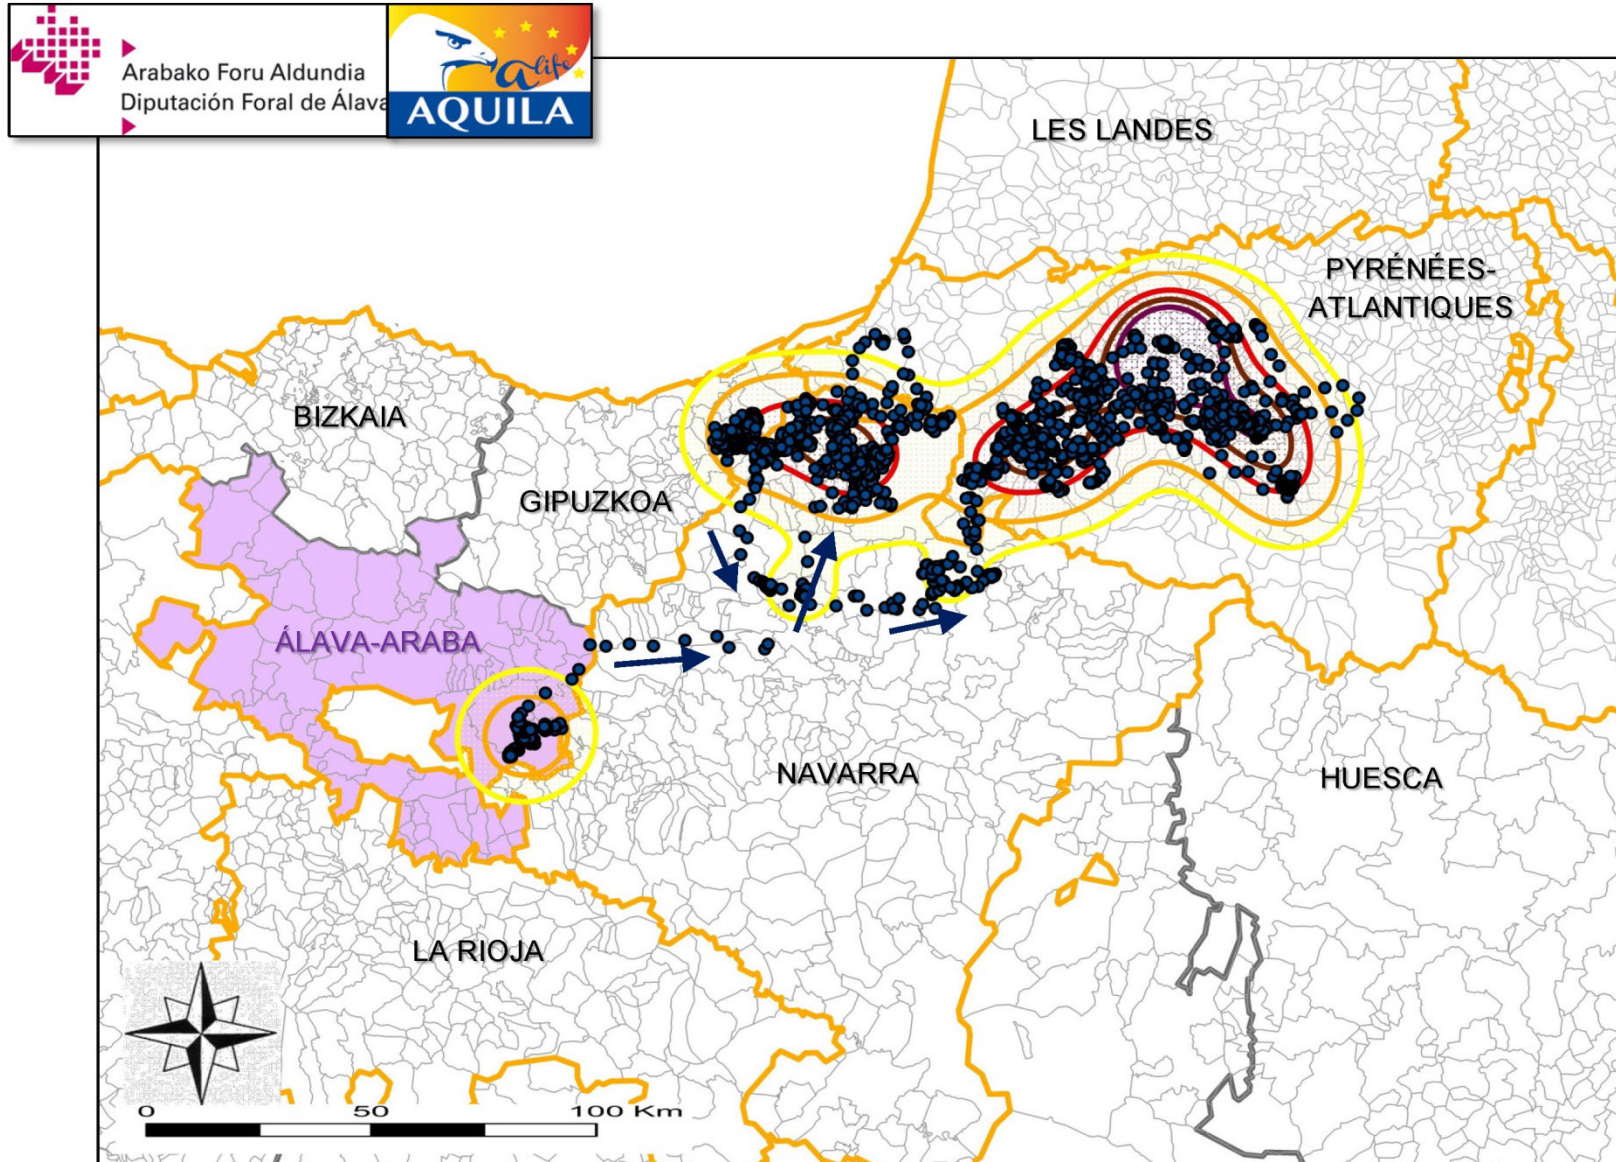 Arabako Foru Aldundia
Diputación Foral de Álava
a life
AQUILA
LES LANDES
PYRÉNÉES-
ATLANTIQUES
BIZKAIA
GIPUZKOA
ÁLAVA-ARABA
NAVARRA
HUESCA
LA RIOJA
0 50 100 Km